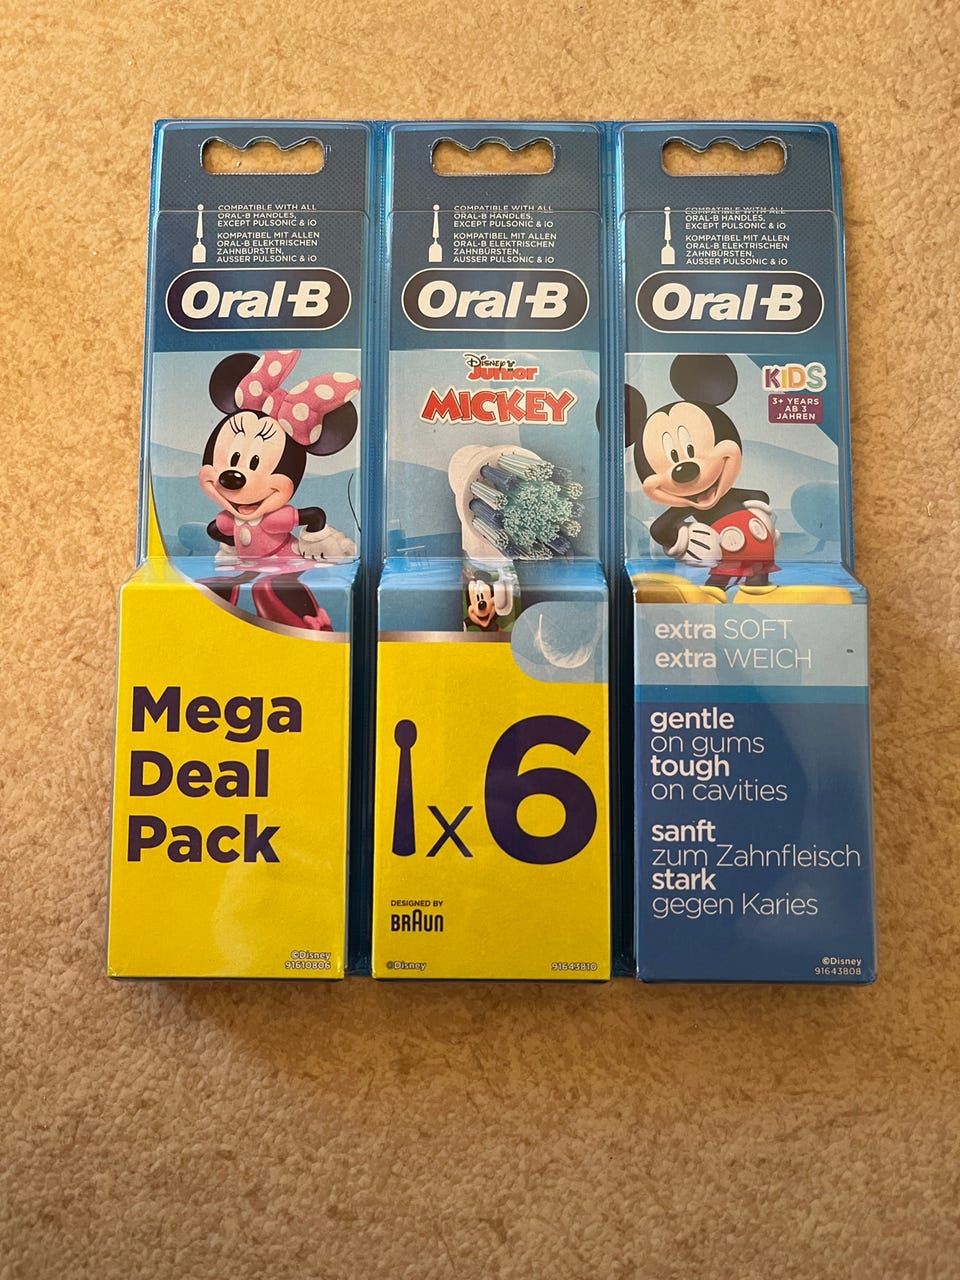 COMPATIBLE WITH ALL
ORAL-B HANDLES,
EXCEPT PULSONIC & iO
KOMPATIBEL MIT ALLEN
ORAL-B ELEKTRISCHEN
ZAHNBÜRSTEN,
AUSSER PULSONIC & iO
Oral-B
Mega
Deal
Pack
©Disney
91610806
COMPATIBLE WITH ALL
ORAL-B HANDLES,
EXCEPT PULSONIC & iO
KOMPATIBEL MIT ALLEN
ORAL-B ELEKTRISCHEN
ZAHNBÜRSTEN,
AUSSER PULSONIC & iO
Oral-B
Disney
Junior
MICKEY
x6
DESIGNED BY
BRAUN
©Disney
91643810
COMPATIBLE WITH ALL
ORAL-B HANDLES,
EXCEPT PULSONIC & iO
KOMPATIBEL MIT ALLEN
ORAL-B ELEKTRISCHEN
ZAHNBÜRSTEN,
AUSSER PULSONIC & iO
Oral-B
KIDS
3+ YEARS
AB 3
JAHREN
extra SOFT
extra WEICH
gentle
on gums
tough
on cavities
sanft
zum Zahnfleisch
stark
gegen Karies
©Disney
91643808